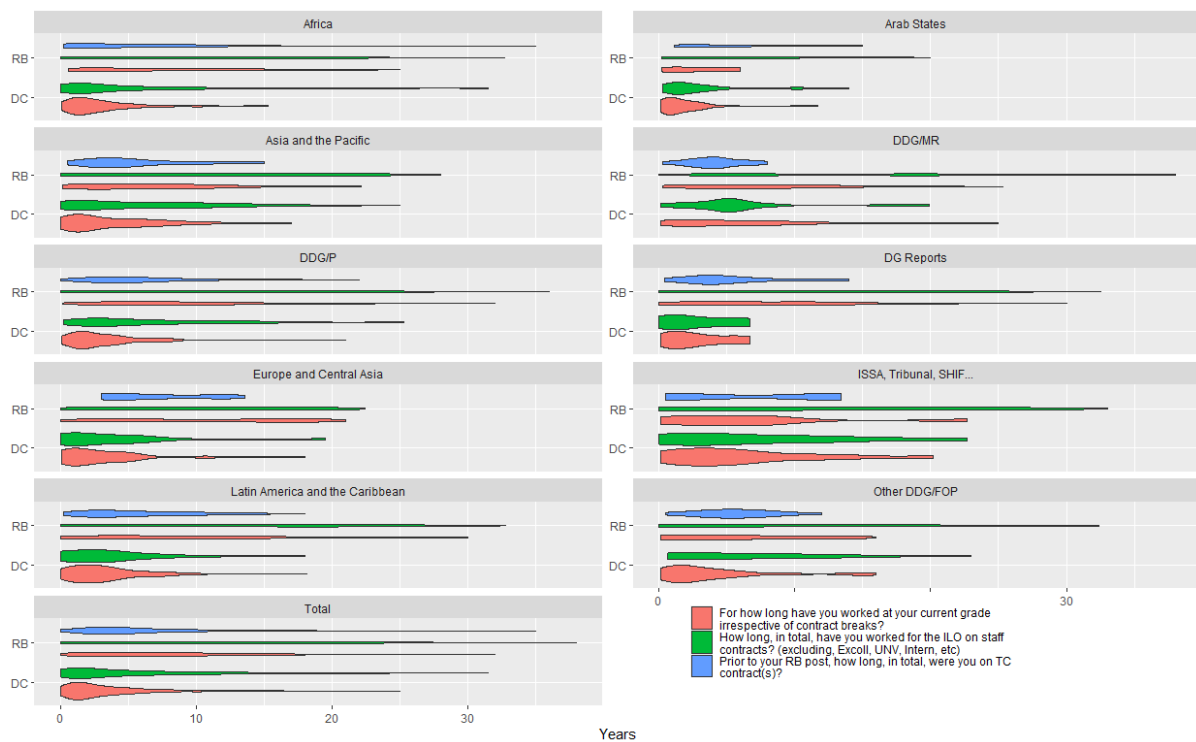 Africa
Arab States
RB
DC
RB
DC
Asia and the Pacific
DDG/MR
RB
DC
RB
DC
DDG/P
DG Reports
RB
DC
RB
DC
Europe and Central Asia
ISSA, Tribunal, SHIF...
RB
DC
RB
DC
Latin America and the Caribbean
Other DDG/FOP
RB
DC
RB
DC
0
30
Total
RB
DC
0
10
20
30
For how long have you worked at your current grade
irrespective of contract breaks?
How long, in total, have you worked for the ILO on staff
contracts? (excluding, Excoll, UNV, Intern, etc)
Prior to your RB post, how long, in total, were you on TC
contract(s)?
Years